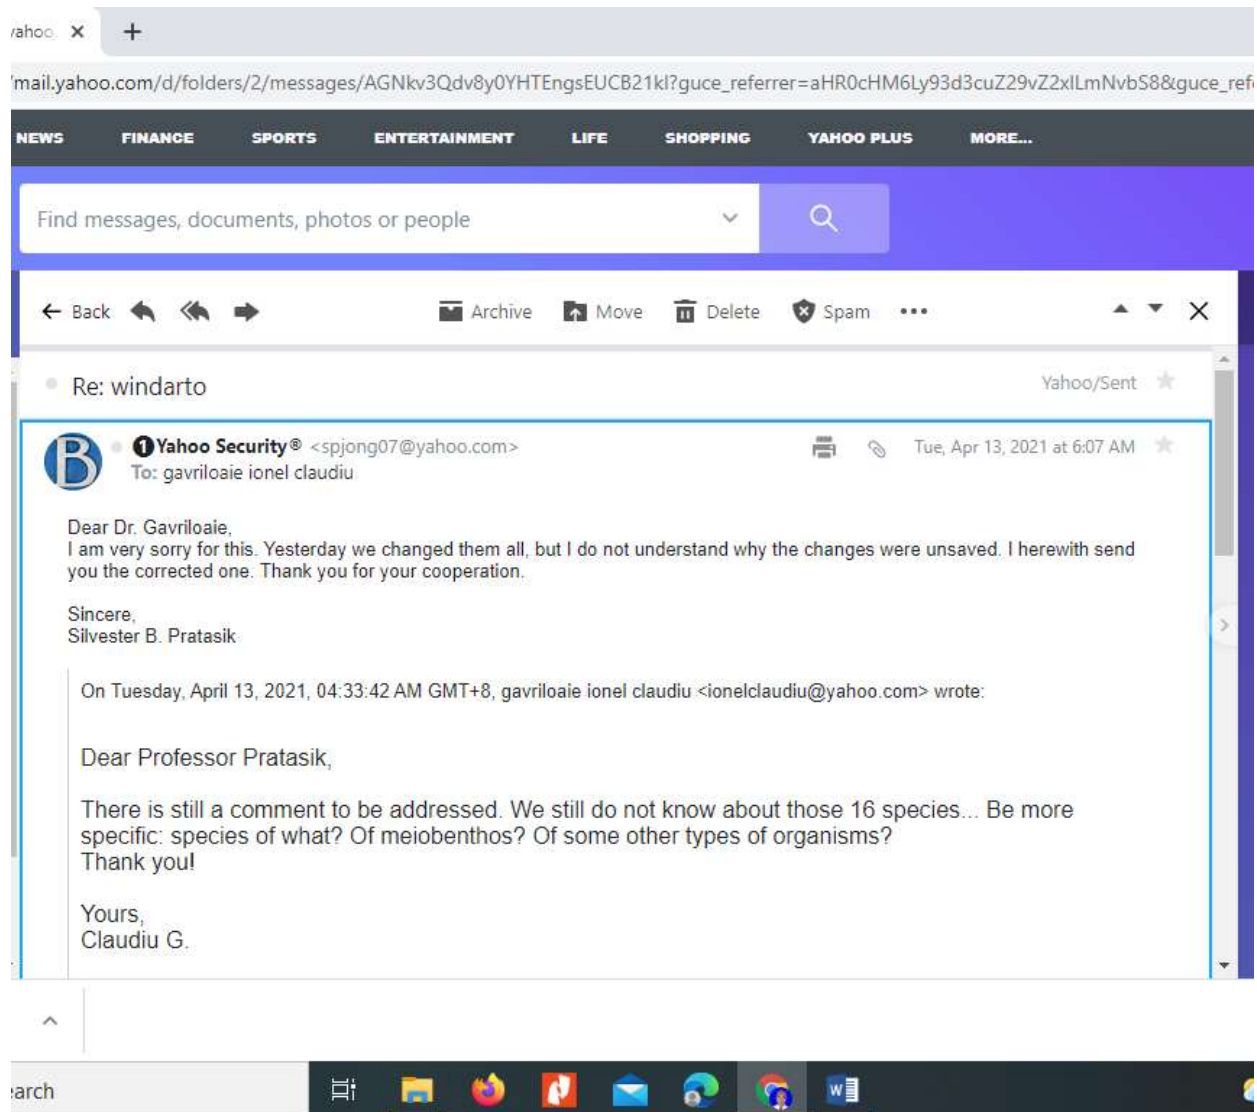 yahoo
mail.yahoo.com/d/folders/2/messages/AGNkv3Qdv8y0YHTEngsEUCB21kI?guce_referrer=aHR0cHM6Ly93d3cuZ29vZ2xlLmNvbS8&guce_ref
NEWS FINANCE SPORTS ENTERTAINMENT LIFE SHOPPING YAHOO PLUS MORE...
Find messages, documents, photos or people
Back Archive Move Delete Spam
Re: windarto Yahoo/Sent
B 1 Yahoo Security® <spjong07@yahoo.com> Tue, Apr 13, 2021 at 6:07 AM
To: gavriloaie ionel claudiu
Dear Dr. Gavriloaie,
I am very sorry for this. Yesterday we changed them all, but I do not understand why the changes were unsaved. I herewith send
you the corrected one. Thank you for your cooperation.
Sincere,
Silvester B. Pratasik
On Tuesday, April 13, 2021, 04:33:42 AM GMT+8, gavriloaie ionel claudiu <ionelclaudiu@yahoo.com> wrote:
Dear Professor Pratasik,
There is still a comment to be addressed. We still do not know about those 16 species... Be more
specific: species of what? Of meiobenthos? Of some other types of organisms?
Thank you!
Yours,
Claudiu G.
earch